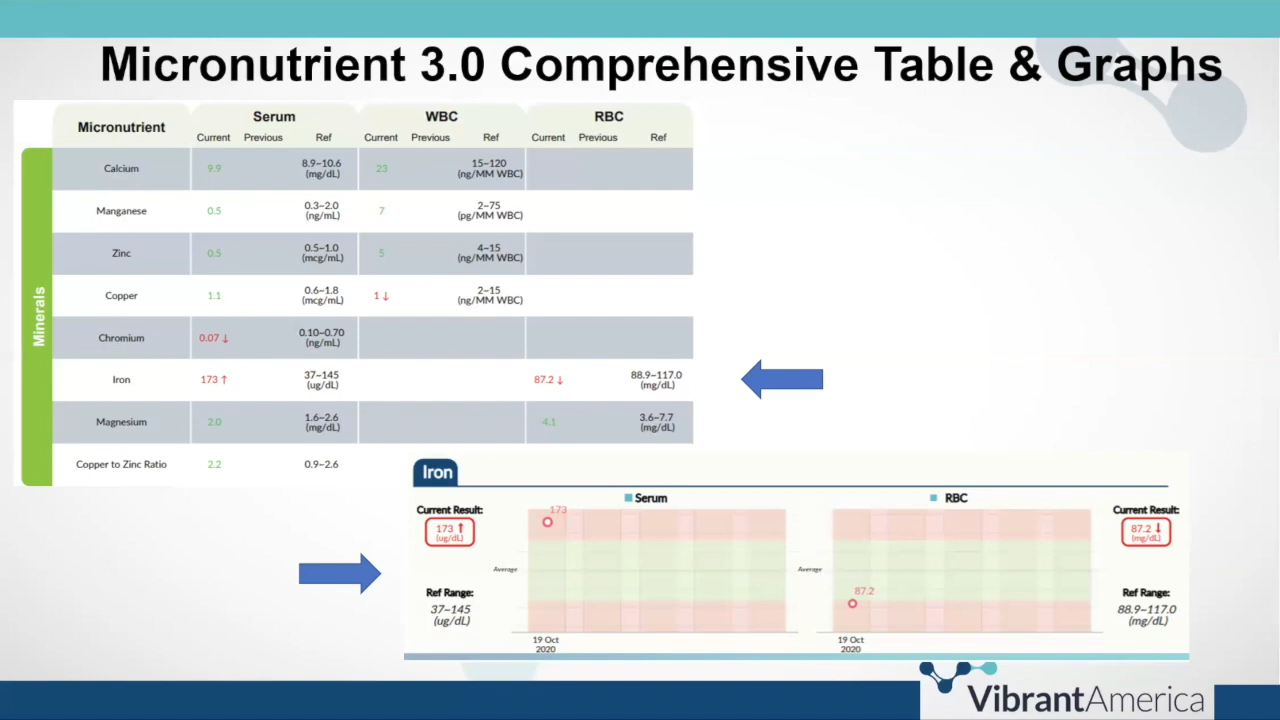 Micronutrient 3.0 Comprehensive Table & Graphs
Micronutrient Serum WBC RBC
Current Previous Ref Current Previous Ref Current Previous Ref
Minerals
Calcium 9.9 8.9–10.6 (mg/dL) 23 15–120 (ng/MM WBC)
Manganese 0.5 0.3–2.0 (ng/mL) 7 2–75 (pg/MM WBC)
Zinc 0.5 0.5–1.0 (mcg/mL) 5 4–15 (ng/MM WBC)
Copper 1.1 0.6–1.8 (mcg/mL) 1 ↓ 2–15 (ng/MM WBC)
Chromium 0.07 ↓ 0.10–0.70 (ng/mL)
Iron 173 ↑ 37–145 (ug/dL) 87.2 ↓ 88.9–117.0 (mg/dL)
Magnesium 2.0 1.6–2.6 (mg/dL) 4.1 3.6–7.7 (mg/dL)
Copper to Zinc Ratio 2.2 0.9–2.6
Iron
Serum
RBC
Current Result:
173 ↑
(ug/dL)
Ref Range:
37–145
(ug/dL)
173
Average
19 Oct
2020
87.2
Average
19 Oct
2020
Current Result:
87.2 ↓
(mg/dL)
Ref Range:
88.9–117.0
(mg/dL)
VibrantAmerica